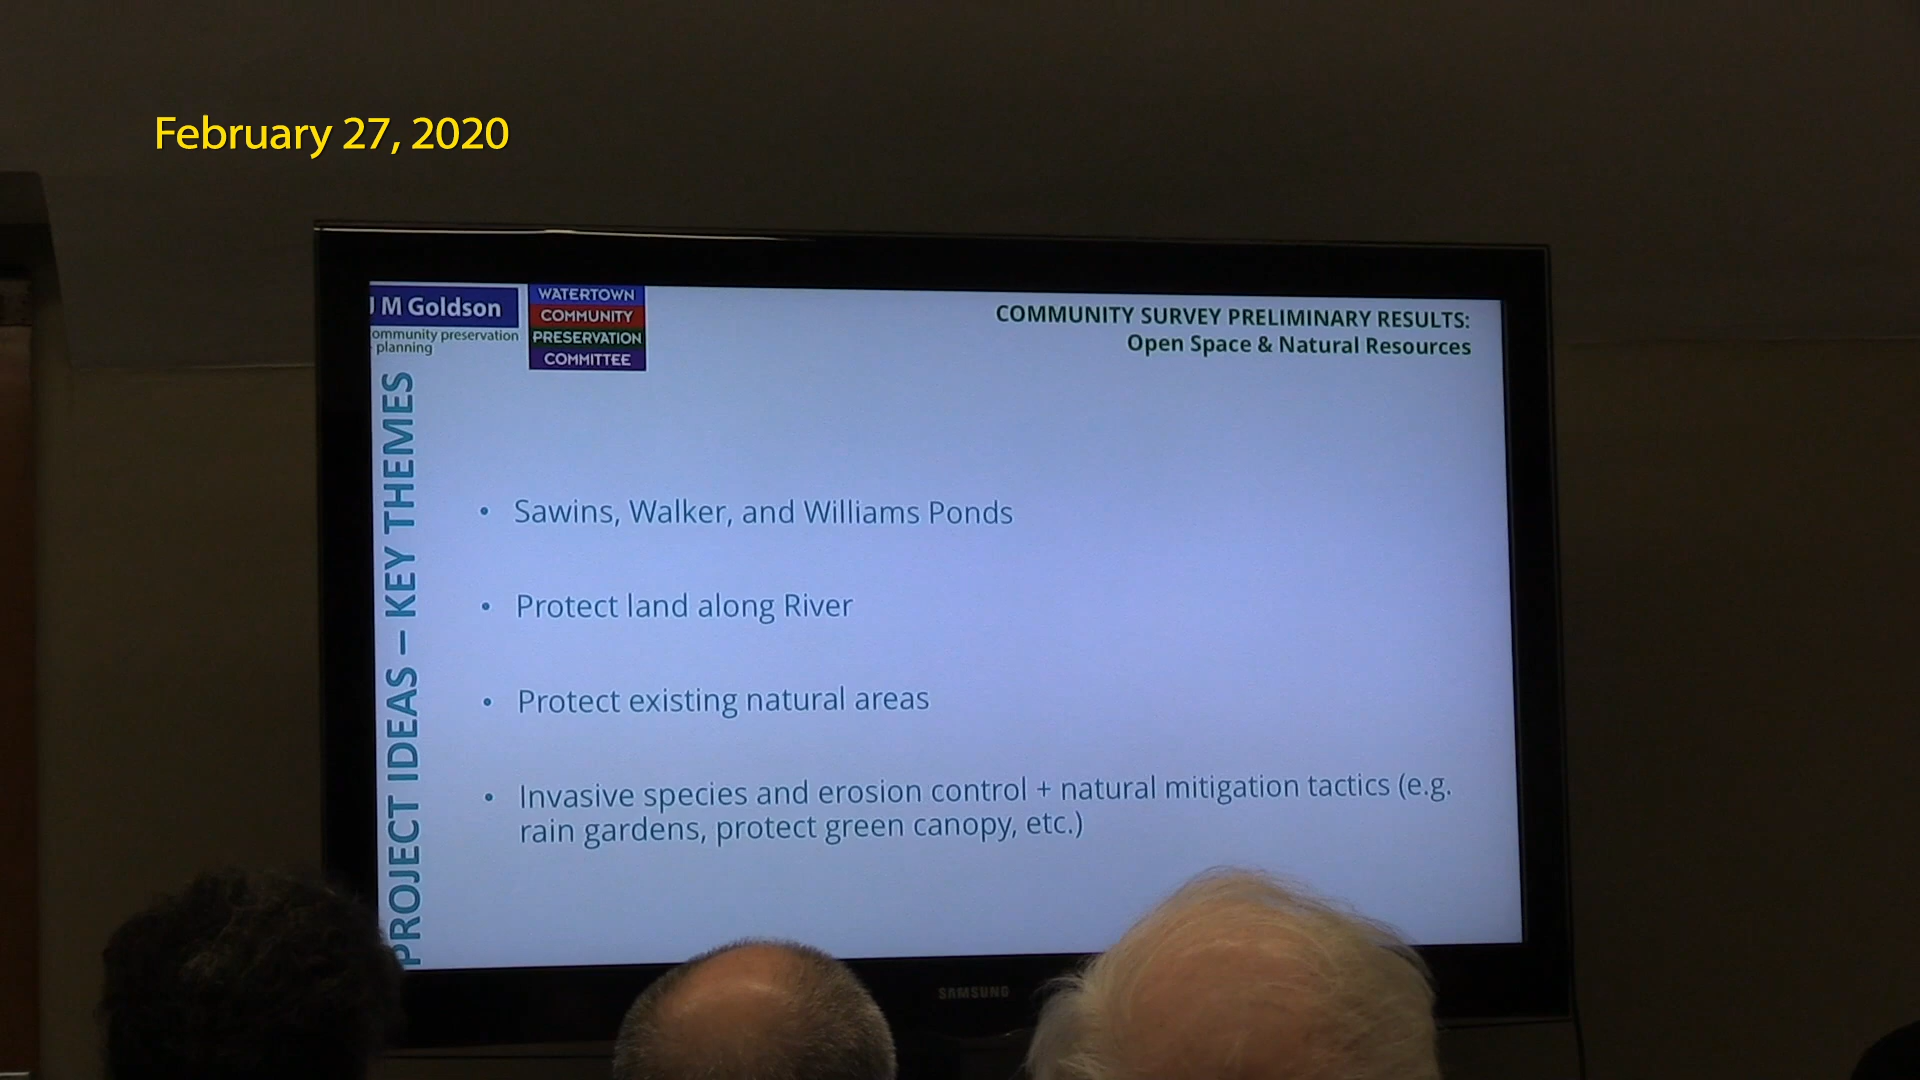 February 27, 2020
J M Goldson
ommunity preservation
planning
WATERTOWN
COMMUNITY
PRESERVATION
COMMITTEE
COMMUNITY SURVEY PRELIMINARY RESULTS:
Open Space & Natural Resources
PROJECT IDEAS – KEY THEMES
• Sawins, Walker, and Williams Ponds
• Protect land along River
• Protect existing natural areas
• Invasive species and erosion control + natural mitigation tactics (e.g.
rain gardens, protect green canopy, etc.)
SAMSUNG